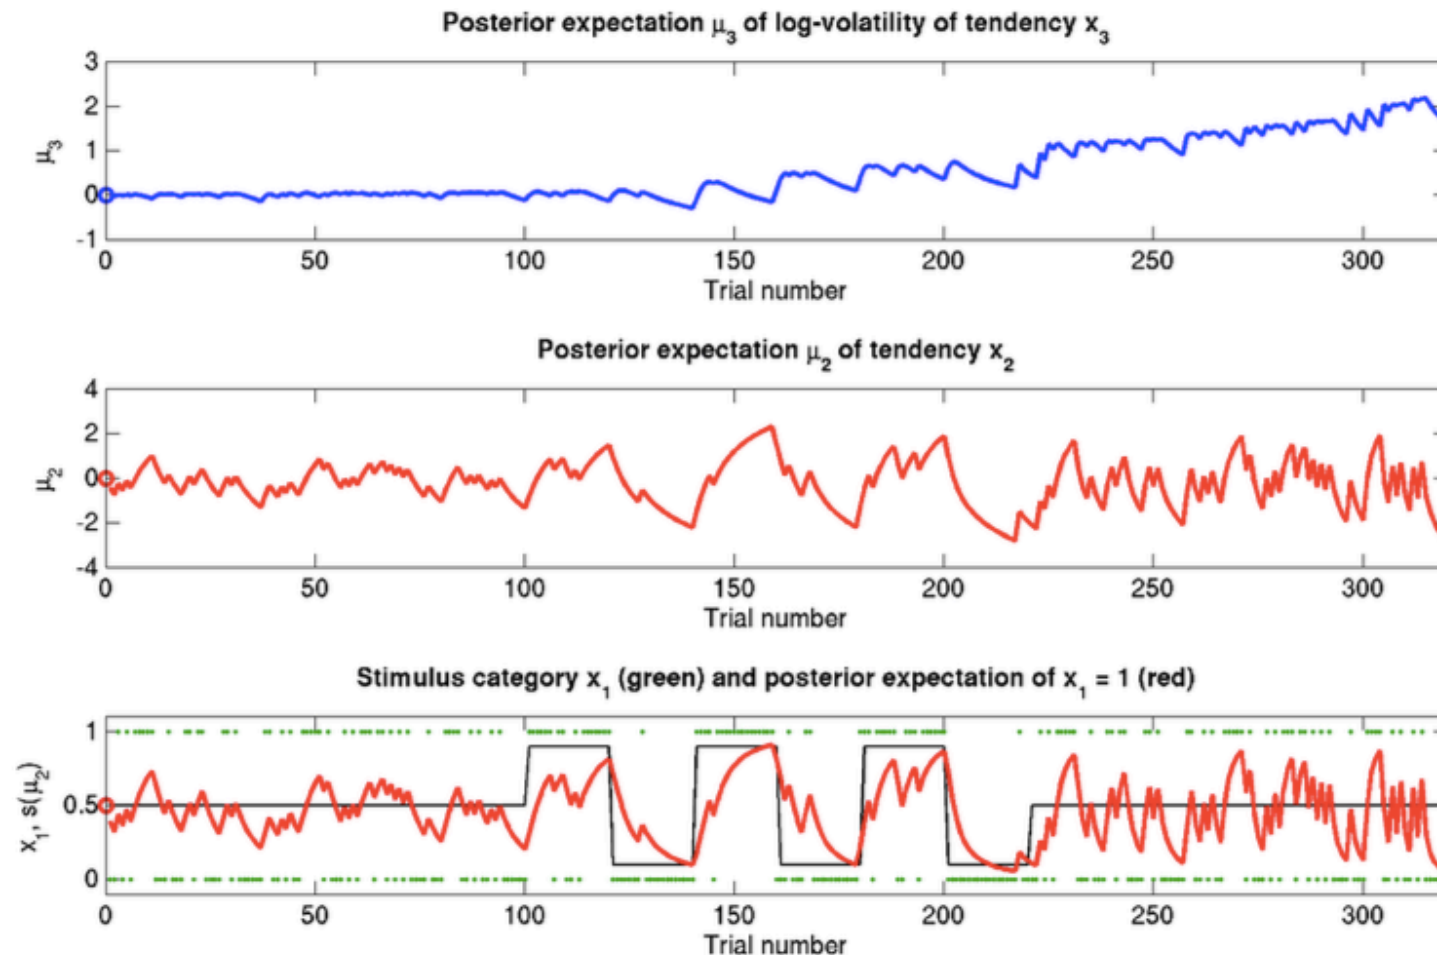 Posterior expectation μ3 of log-volatility of tendency x3
3
2
1
0
-1
μ3
0 50 100 150 200 250 300
Trial number
Posterior expectation μ2 of tendency x2
4
2
0
-2
-4
μ2
0 50 100 150 200 250 300
Trial number
Stimulus category x1 (green) and posterior expectation of x1 = 1 (red)
1
0.5
0
x1, s(μ2)
0 50 100 150 200 250 300
Trial number